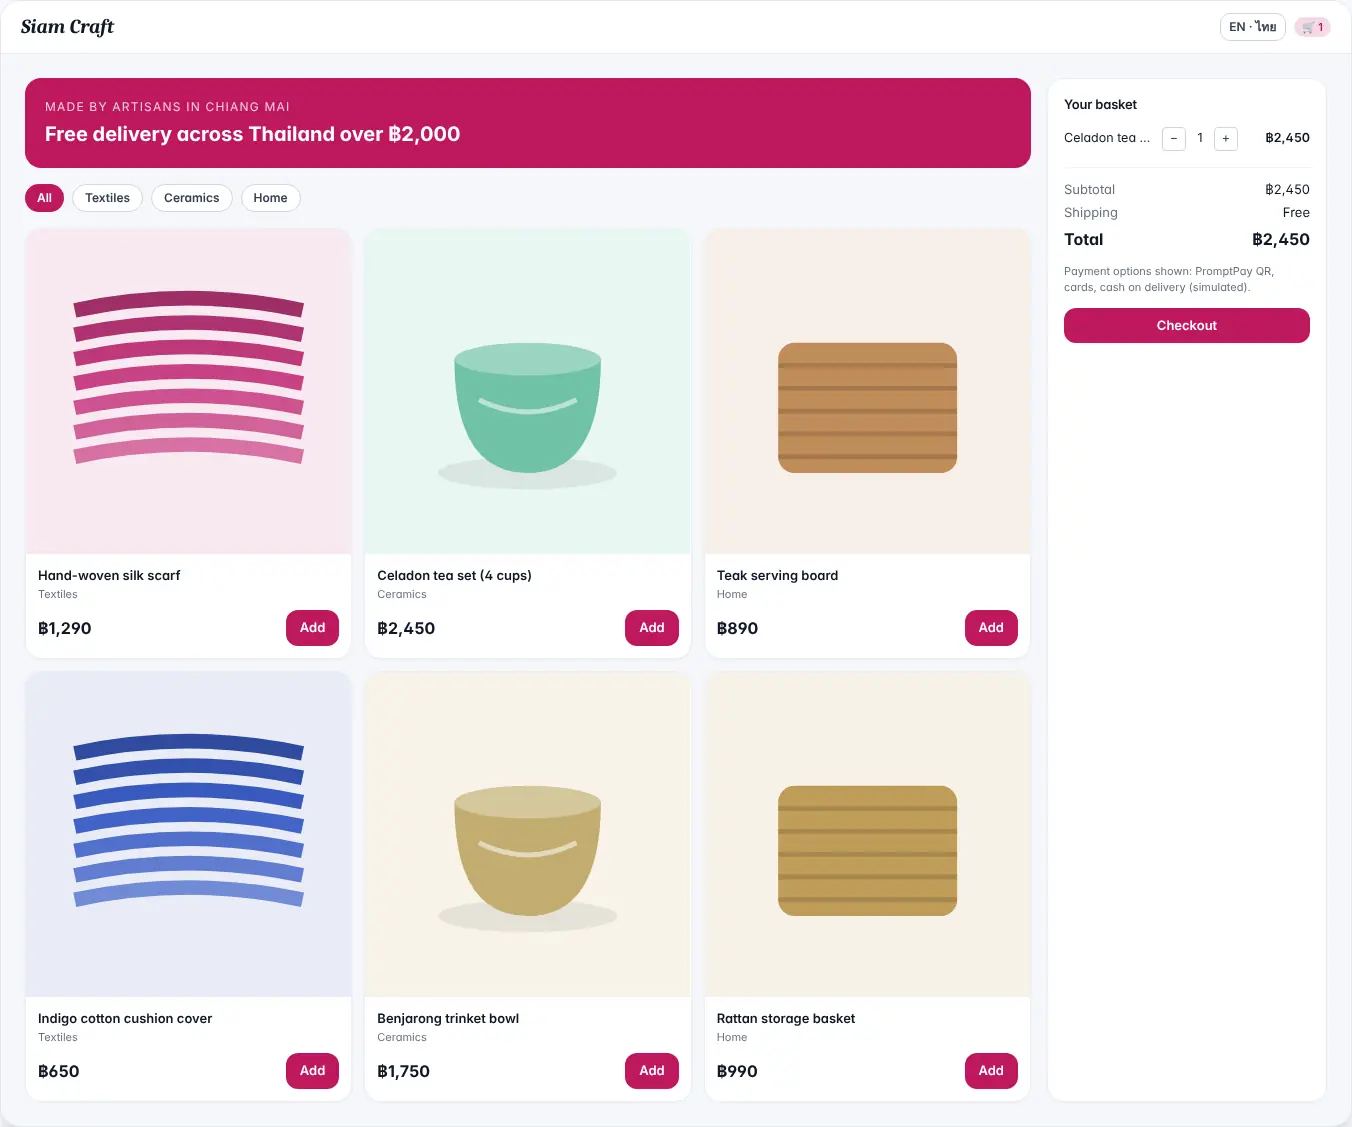 Siam Craft
EN · ไทย
🛒 1
MADE BY ARTISANS IN CHIANG MAI
Free delivery across Thailand over ฿2,000
All
Textiles
Ceramics
Home
Hand-woven silk scarf
Textiles
฿1,290
Add
Celadon tea set (4 cups)
Ceramics
฿2,450
Add
Teak serving board
Home
฿890
Add
Indigo cotton cushion cover
Textiles
฿650
Add
Benjarong trinket bowl
Ceramics
฿1,750
Add
Rattan storage basket
Home
฿990
Add
Your basket
Celadon tea ... − 1 + ฿2,450
Subtotal ฿2,450
Shipping Free
Total ฿2,450
Payment options shown: PromptPay QR,
cards, cash on delivery (simulated).
Checkout